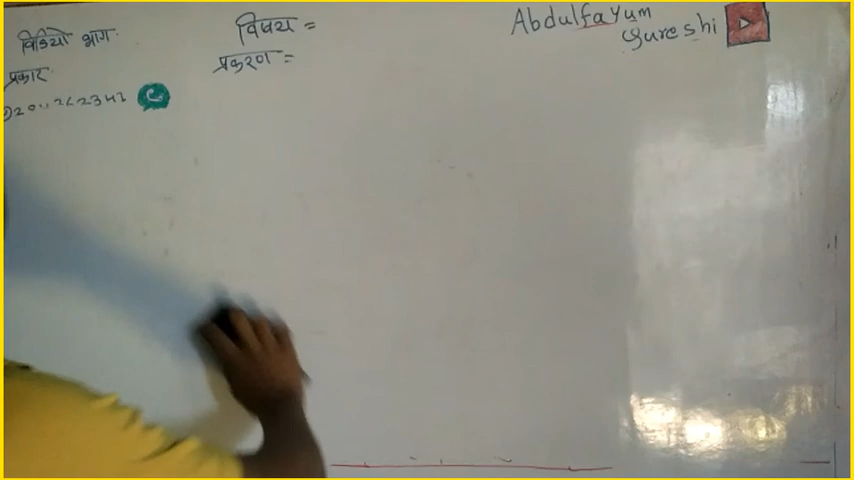 विडियो भाग
विषय =
Abdulfayum
Qureshi
प्रकार
प्रकरण =